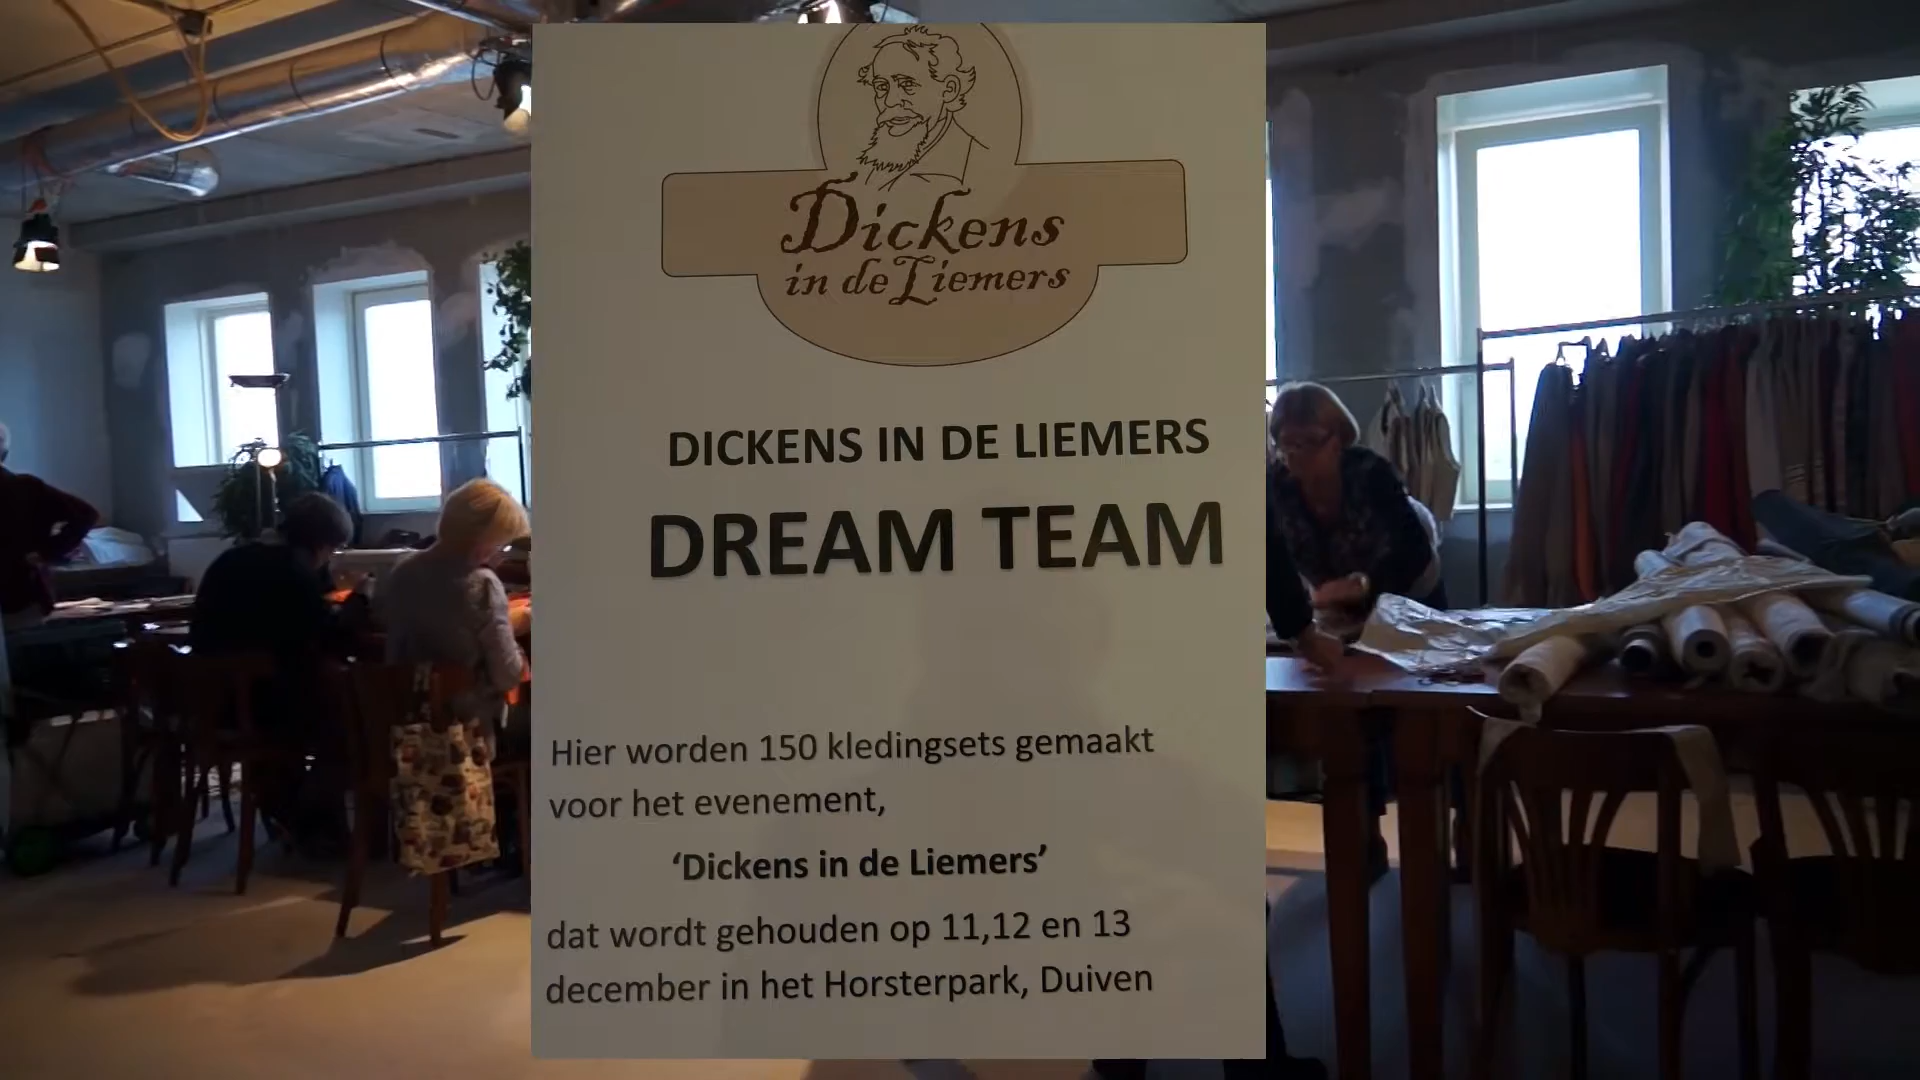 Dickens
in de Liemers
DICKENS IN DE LIEMERS
DREAM TEAM
Hier worden 150 kledingsets gemaakt
voor het evenement,
‘Dickens in de Liemers’
dat wordt gehouden op 11,12 en 13
december in het Horsterpark, Duiven